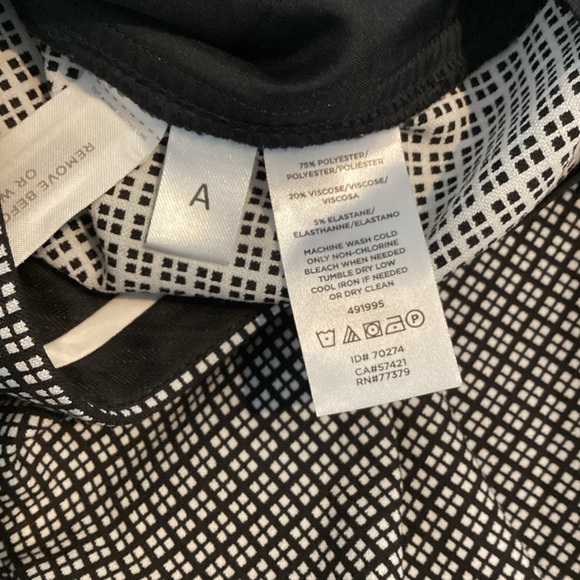 REMOVE BEFO
OR W
A
75% POLYESTER/
POLYESTER/POLIÉSTER
20% VISCOSE/VISCOSE/
VISCOSA
5% ELASTANE/
ELASTHANNE/ELASTANO
MACHINE WASH COLD
ONLY NON-CHLORINE
BLEACH WHEN NEEDED
TUMBLE DRY LOW
COOL IRON IF NEEDED
OR DRY CLEAN
491995
P
ID# 70274
CA#57421
RN#77379